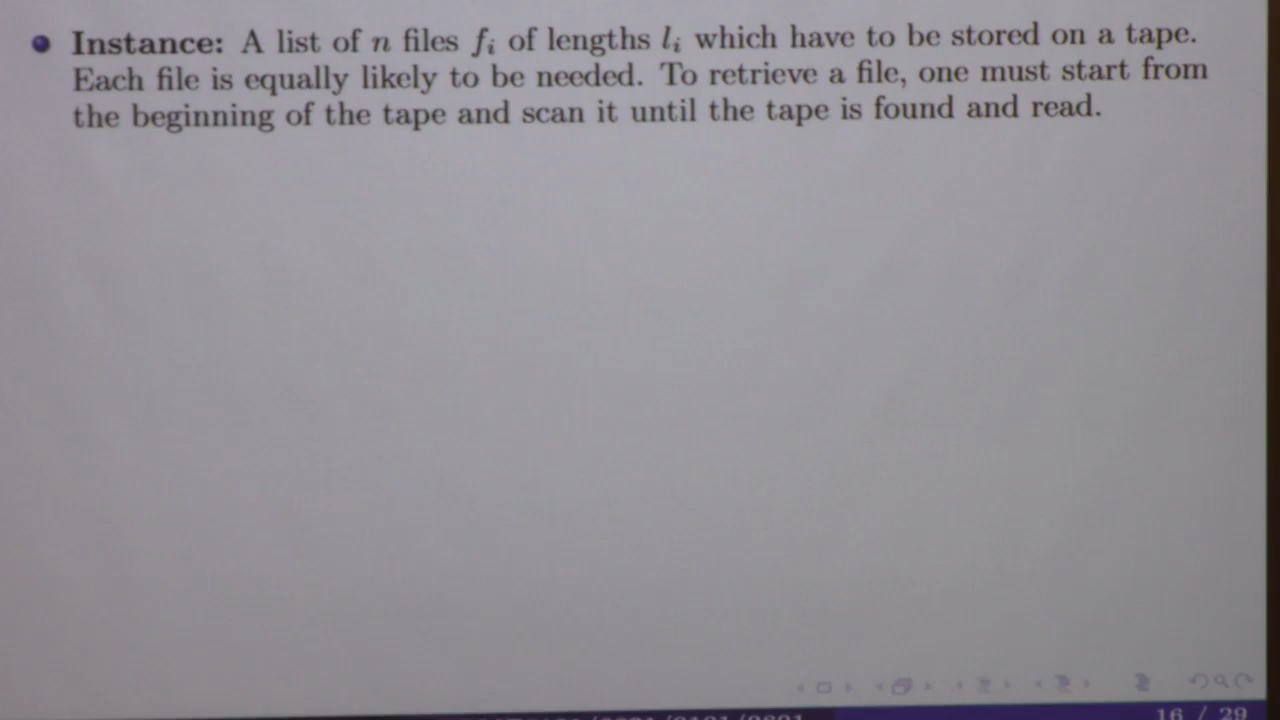 Instance: A list of n files fᵢ of lengths lᵢ which have to be stored on a tape.
Each file is equally likely to be needed. To retrieve a file, one must start from
the beginning of the tape and scan it until the tape is found and read.
16 / 29